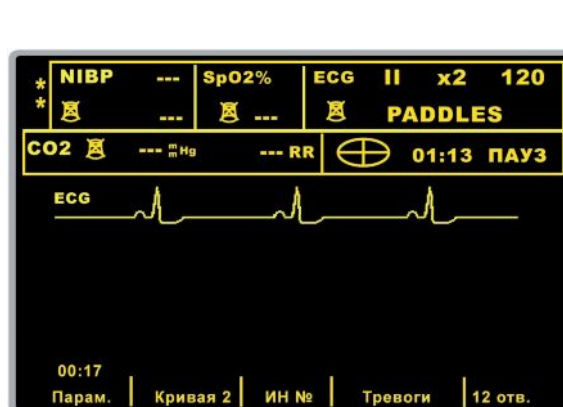 * NIBP --- SpO2% ECG II x2 120
* --- --- PADDLES
CO2 --- mmHg --- RR 01:13 ПАУЗ
ECG
00:17
Парам. Кривая 2 ИН № Тревоги 12 отв.